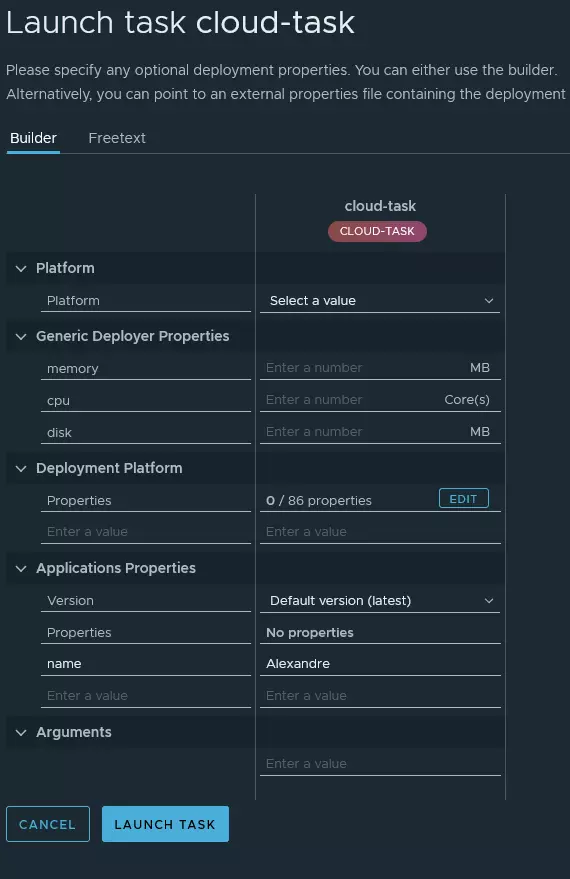 Launch task cloud-task
Please specify any optional deployment properties. You can either use the builder.
Alternatively, you can point to an external properties file containing the deployment
Builder Freetext
cloud-task
CLOUD-TASK
Platform
Platform Select a value
Generic Deployer Properties
memory Enter a number MB
cpu Enter a number Core(s)
disk Enter a number MB
Deployment Platform
Properties 0 / 86 properties EDIT
Enter a value Enter a value
Applications Properties
Version Default version (latest)
Properties No properties
name Alexandre
Enter a value Enter a value
Arguments
Enter a value
CANCEL LAUNCH TASK